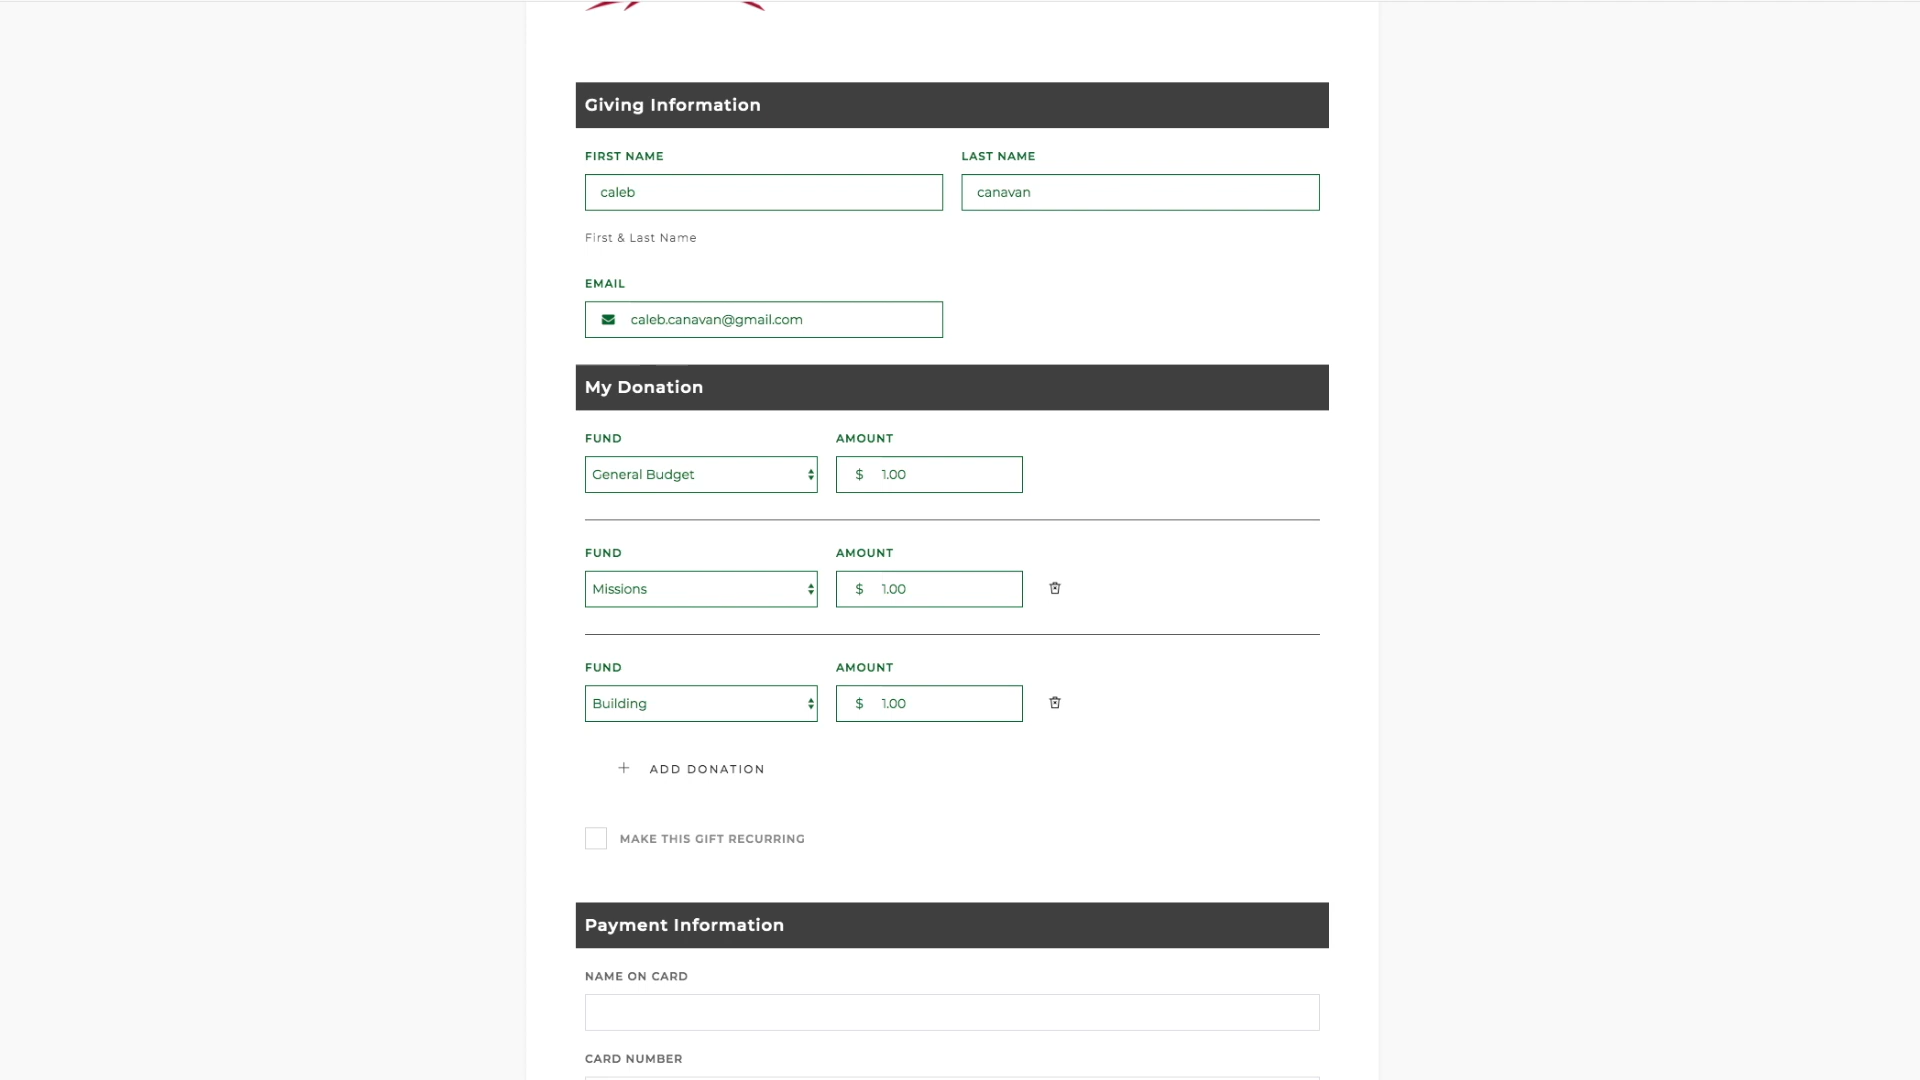 Giving Information
FIRST NAME LAST NAME
caleb canavan
First & Last Name
EMAIL
caleb.canavan@gmail.com
My Donation
FUND AMOUNT
General Budget $ 1.00
FUND AMOUNT
Missions $ 1.00
FUND AMOUNT
Building $ 1.00
+ ADD DONATION
MAKE THIS GIFT RECURRING
Payment Information
NAME ON CARD
CARD NUMBER